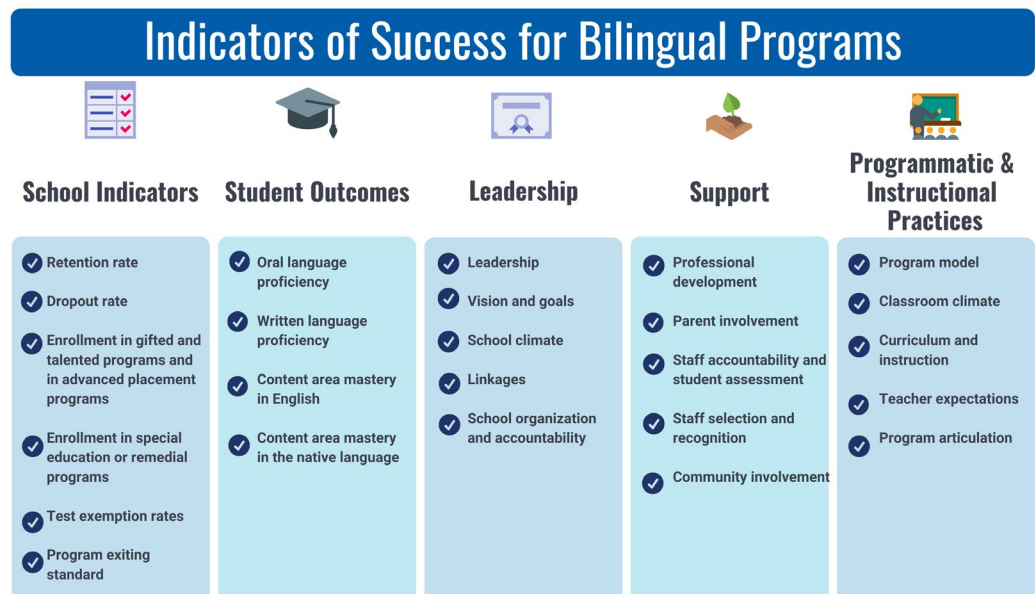 Indicators of Success for Bilingual Programs
School Indicators
Retention rate
Dropout rate
Enrollment in gifted and
talented programs and
in advanced placement
programs
Enrollment in special
education or remedial
programs
Test exemption rates
Program exiting
standard
Student Outcomes
Oral language
proficiency
Written language
proficiency
Content area mastery
in English
Content area mastery
in the native language
Leadership
Leadership
Vision and goals
School climate
Linkages
School organization
and accountability
Support
Professional
development
Parent involvement
Staff accountability and
student assessment
Staff selection and
recognition
Community involvement
Programmatic &
Instructional
Practices
Program model
Classroom climate
Curriculum and
instruction
Teacher expectations
Program articulation